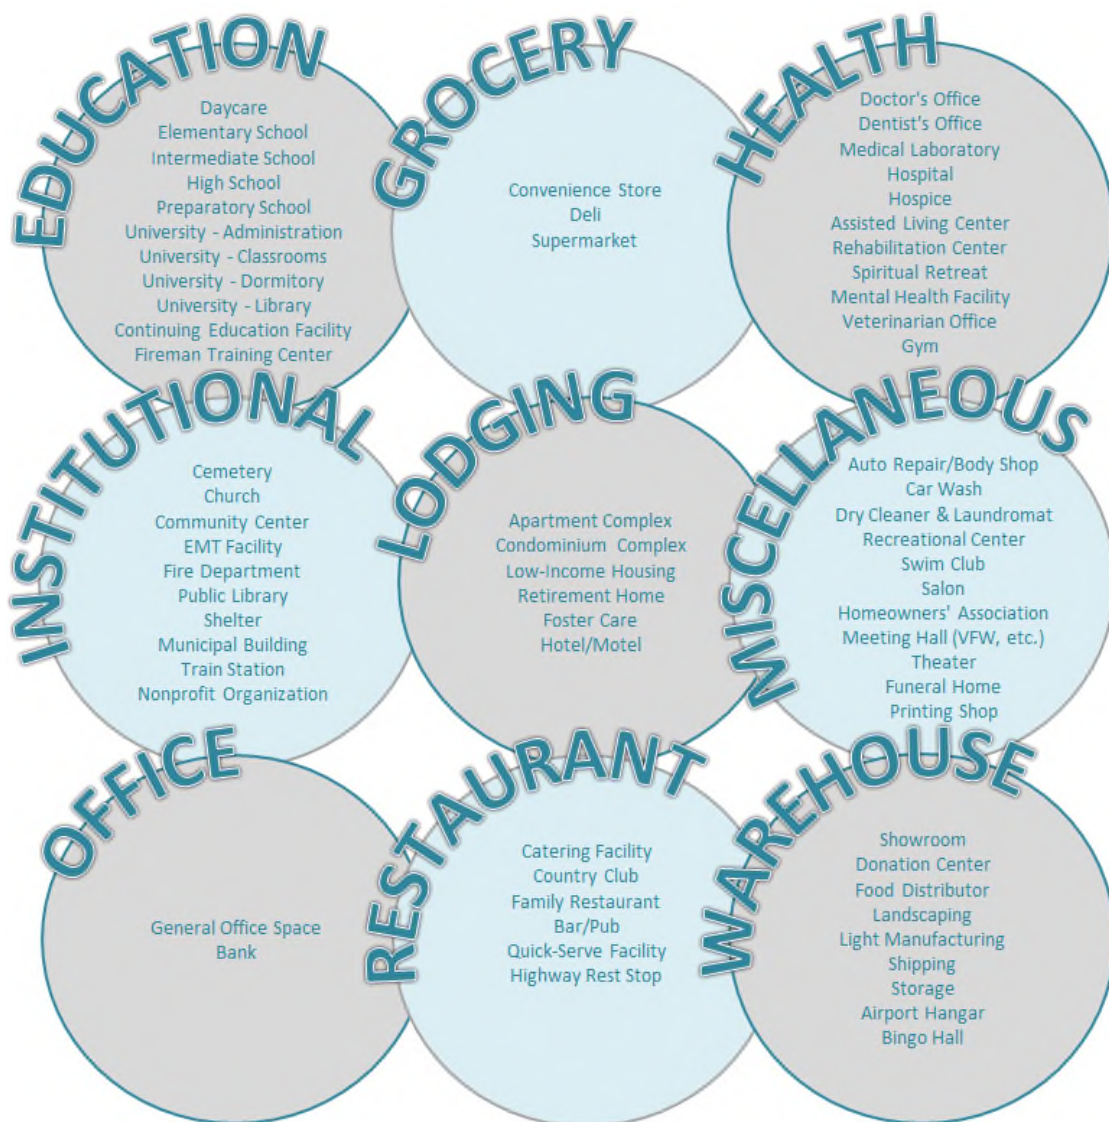 EDUCATION
Daycare
Elementary School
Intermediate School
High School
Preparatory School
University - Administration
University - Classrooms
University - Dormitory
University - Library
Continuing Education Facility
Fireman Training Center
GROCERY
Convenience Store
Deli
Supermarket
HEALTH
Doctor's Office
Dentist's Office
Medical Laboratory
Hospital
Hospice
Assisted Living Center
Rehabilitation Center
Spiritual Retreat
Mental Health Facility
Veterinarian Office
Gym
INSTITUTIONAL
Cemetery
Church
Community Center
EMT Facility
Fire Department
Public Library
Shelter
Municipal Building
Train Station
Nonprofit Organization
LODGING
Apartment Complex
Condominium Complex
Low-Income Housing
Retirement Home
Foster Care
Hotel/Motel
MISCELLANEOUS
Auto Repair/Body Shop
Car Wash
Dry Cleaner & Laundromat
Recreational Center
Swim Club
Salon
Homeowners' Association
Meeting Hall (VFW, etc.)
Theater
Funeral Home
Printing Shop
OFFICE
General Office Space
Bank
RESTAURANT
Catering Facility
Country Club
Family Restaurant
Bar/Pub
Quick-Serve Facility
Highway Rest Stop
WAREHOUSE
Showroom
Donation Center
Food Distributor
Landscaping
Light Manufacturing
Shipping
Storage
Airport Hangar
Bingo Hall